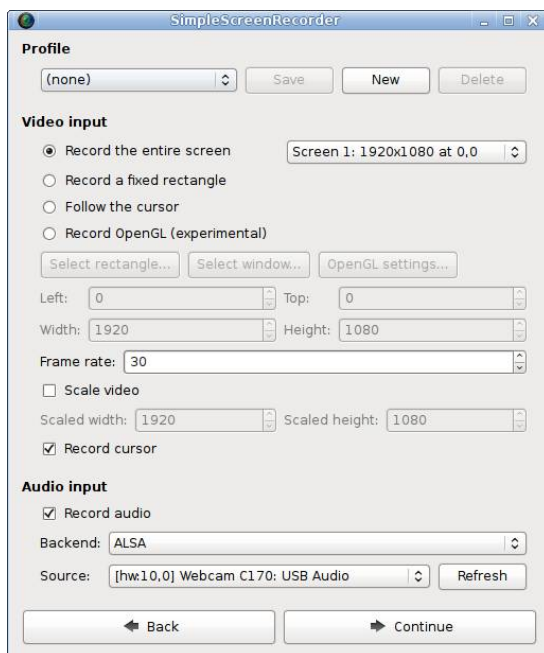 SimpleScreenRecorder
Profile
(none) Save New Delete
Video input
Record the entire screen Screen 1: 1920x1080 at 0,0
Record a fixed rectangle
Follow the cursor
Record OpenGL (experimental)
Select rectangle... Select window... OpenGL settings...
Left: 0 Top: 0
Width: 1920 Height: 1080
Frame rate: 30
Scale video
Scaled width: 1920 Scaled height: 1080
Record cursor
Audio input
Record audio
Backend: ALSA
Source: [hw:10,0] Webcam C170: USB Audio Refresh
Back Continue